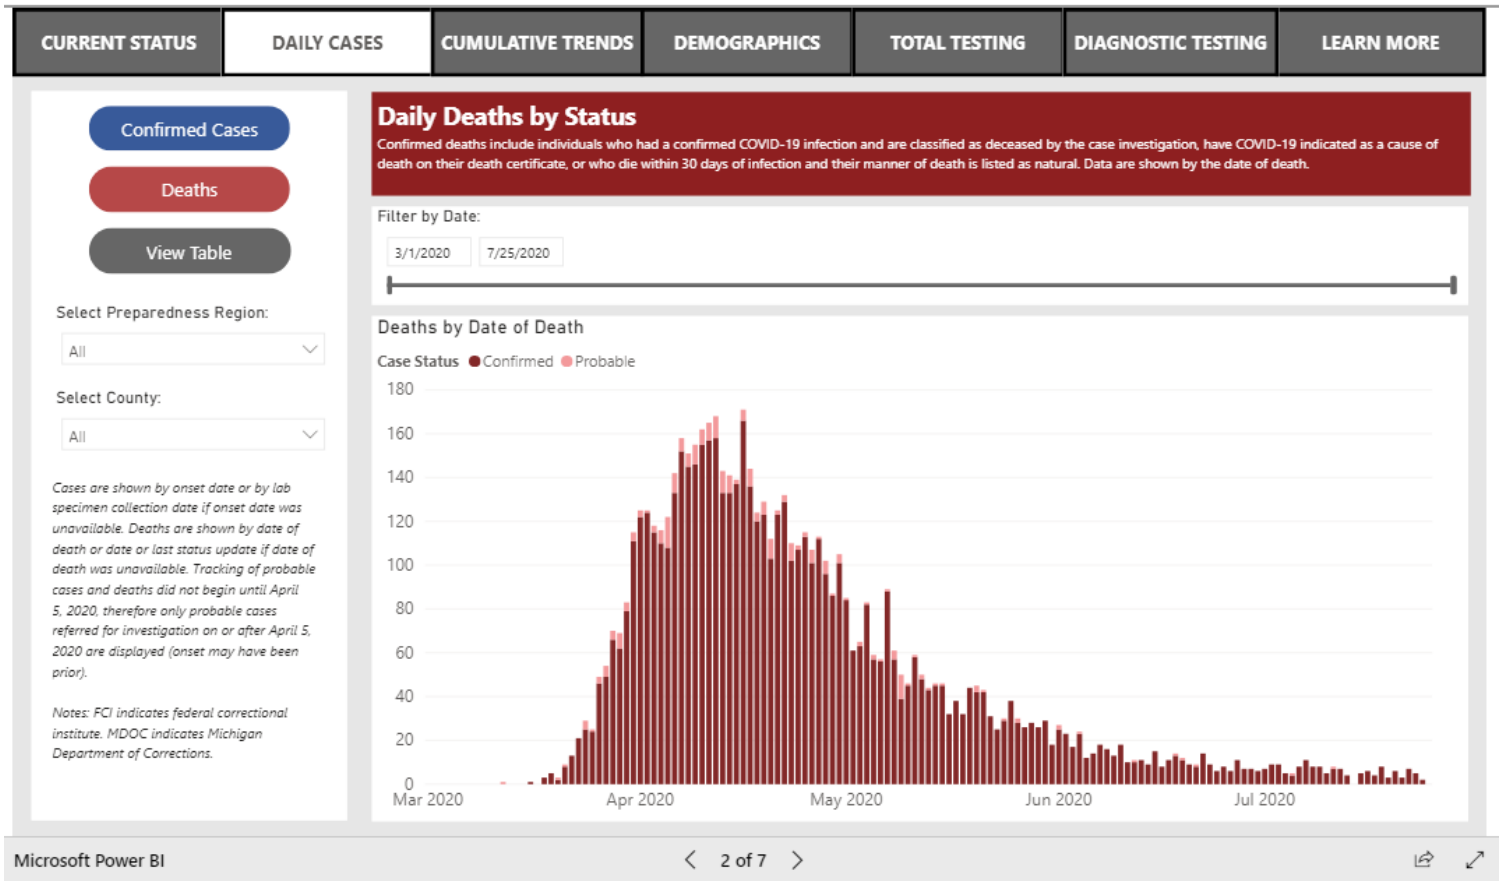 CURRENT STATUS
DAILY CASES
CUMULATIVE TRENDS
DEMOGRAPHICS
TOTAL TESTING
DIAGNOSTIC TESTING
LEARN MORE
Confirmed Cases
Deaths
View Table
Select Preparedness Region:
All
Select County:
All
Cases are shown by onset date or by lab
specimen collection date if onset date was
unavailable. Deaths are shown by date of
death or date or last status update if date of
death was unavailable. Tracking of probable
cases and deaths did not begin until April
5, 2020, therefore only probable cases
referred for investigation on or after April 5,
2020 are displayed (onset may have been
prior).
Notes: FCI indicates federal correctional
institute. MDOC indicates Michigan
Department of Corrections.
Daily Deaths by Status
Confirmed deaths include individuals who had a confirmed COVID-19 infection and are classified as deceased by the case investigation, have COVID-19 indicated as a cause of
death on their death certificate, or who die within 30 days of infection and their manner of death is listed as natural. Data are shown by the date of death.
Filter by Date:
3/1/2020
7/25/2020
Deaths by Date of Death
Case Status Confirmed Probable
180
160
140
120
100
80
60
40
20
0
Mar 2020
Apr 2020
May 2020
Jun 2020
Jul 2020
Microsoft Power BI
2 of 7